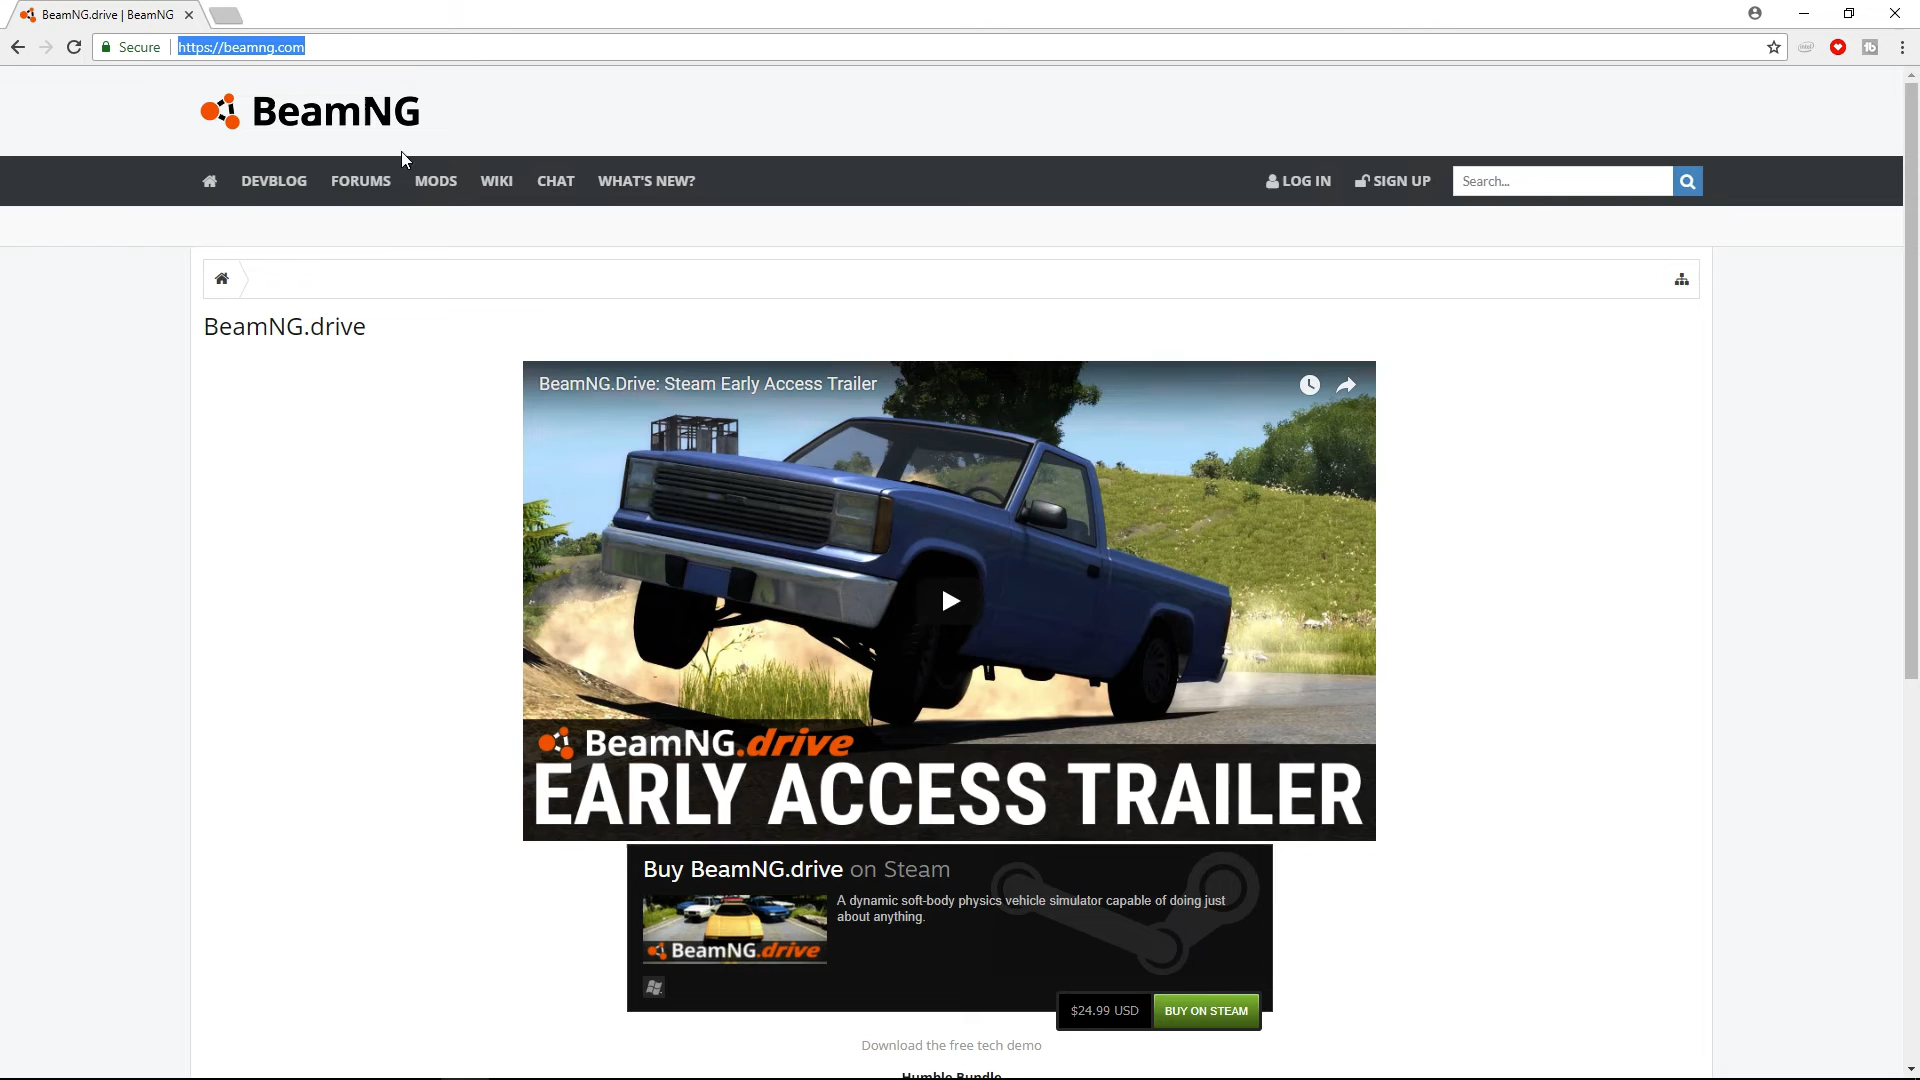 BeamNG.drive | BeamNG
Secure
https://beamng.com
BeamNG
DEVBLOG
FORUMS
MODS
WIKI
CHAT
WHAT'S NEW?
LOG IN
SIGN UP
Search...
BeamNG.drive
BeamNG.Drive: Steam Early Access Trailer
BeamNG.drive
EARLY ACCESS TRAILER
Buy BeamNG.drive on Steam
A dynamic soft-body physics vehicle simulator capable of doing just
about anything.
BeamNG.drive
$24.99 USD
BUY ON STEAM
Download the free tech demo
Humble Bundle